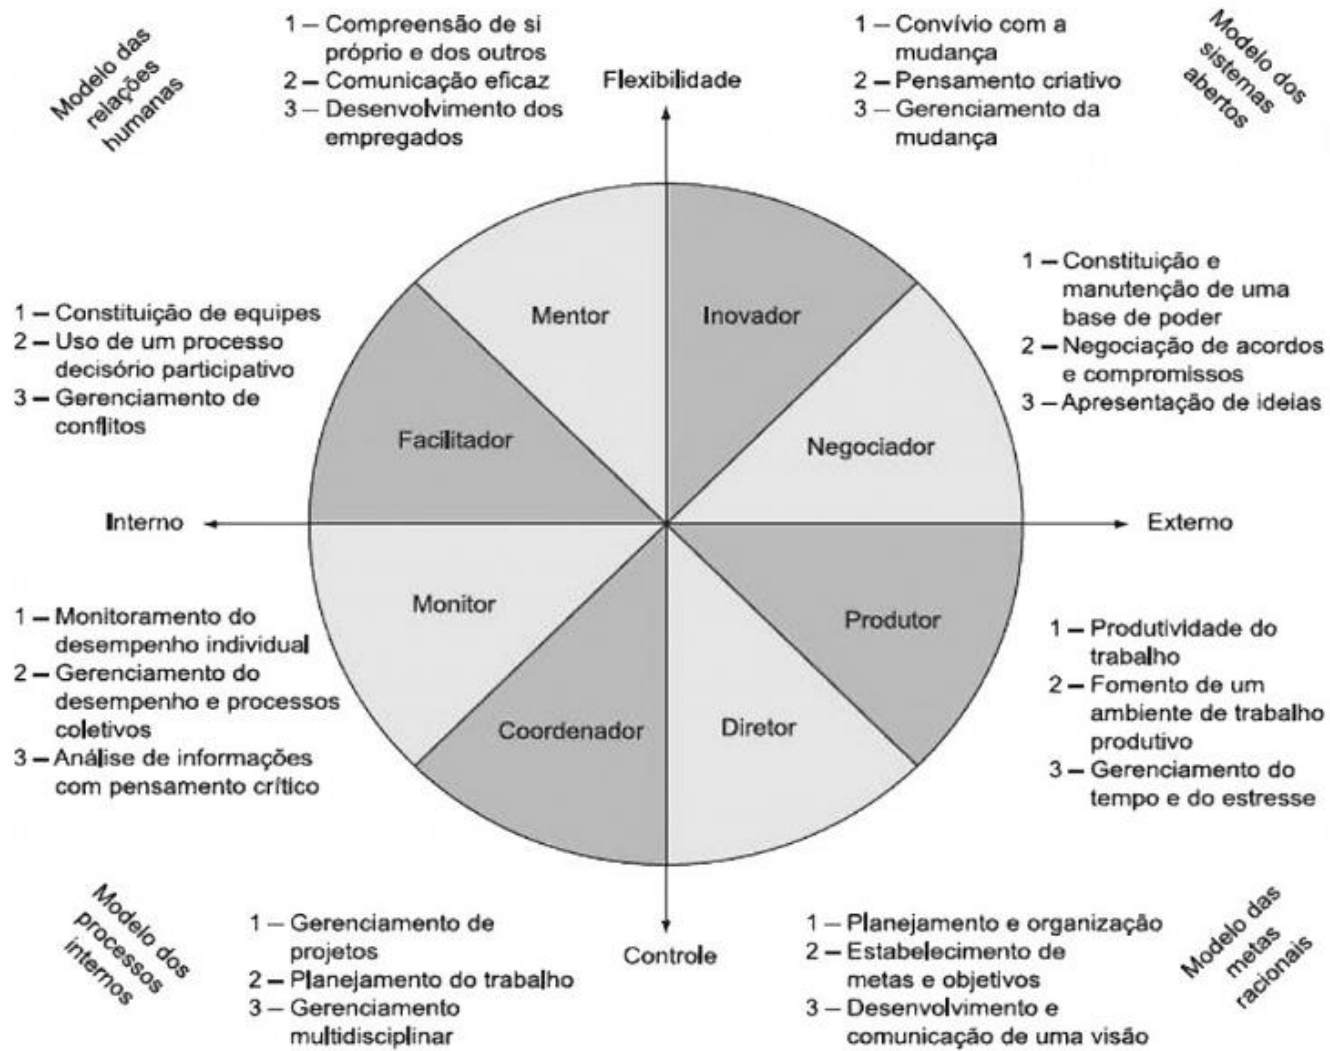 Modelo das
relações
humanas
1 – Compreensão de si
próprio e dos outros
2 – Comunicação eficaz
3 – Desenvolvimento dos
empregados
Flexibilidade
1 – Convívio com a
mudança
2 – Pensamento criativo
3 – Gerenciamento da
mudança
Modelo dos
sistemas
abertos
1 – Constituição de equipes
2 – Uso de um processo
decisório participativo
3 – Gerenciamento de
conflitos
Mentor
Inovador
Facilitador
Negociador
1 – Constituição e
manutenção de uma
base de poder
2 – Negociação de acordos
e compromissos
3 – Apresentação de ideias
Interno
Externo
1 – Monitoramento do
desempenho individual
2 – Gerenciamento do
desempenho e processos
coletivos
3 – Análise de informações
com pensamento crítico
Monitor
Produtor
Coordenador
Diretor
1 – Produtividade do
trabalho
2 – Fomento de um
ambiente de trabalho
produtivo
3 – Gerenciamento do
tempo e do estresse
Modelo dos
processos
internos
1 – Gerenciamento de
projetos
2 – Planejamento do trabalho
3 – Gerenciamento
multidisciplinar
Controle
1 – Planejamento e organização
2 – Estabelecimento de
metas e objetivos
3 – Desenvolvimento e
comunicação de uma visão
Modelo das
metas
racionais